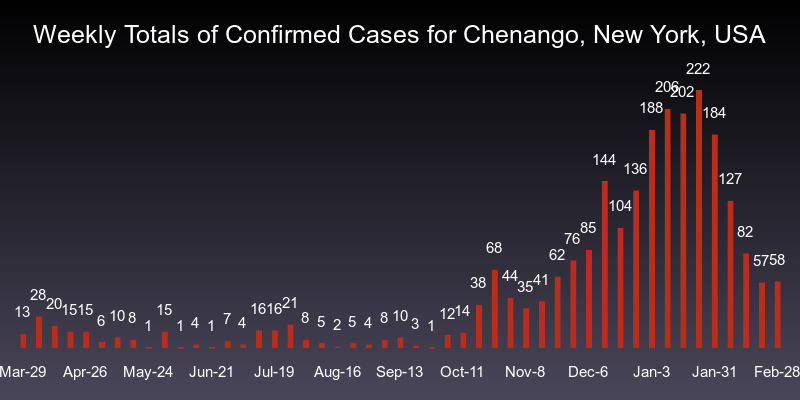 Weekly Totals of Confirmed Cases for Chenango, New York, USA
13 28 20 15 15 6 10 8 1 15 1 4 1 7 4 16 16 21 8 5 2 5 4 8 10 3 1 12 14 38 68 44 35 41 62 76 85 144 104 136 188 206 202 222 184 127 82 57 58
Mar-29 Apr-26 May-24 Jun-21 Jul-19 Aug-16 Sep-13 Oct-11 Nov-8 Dec-6 Jan-3 Jan-31 Feb-28